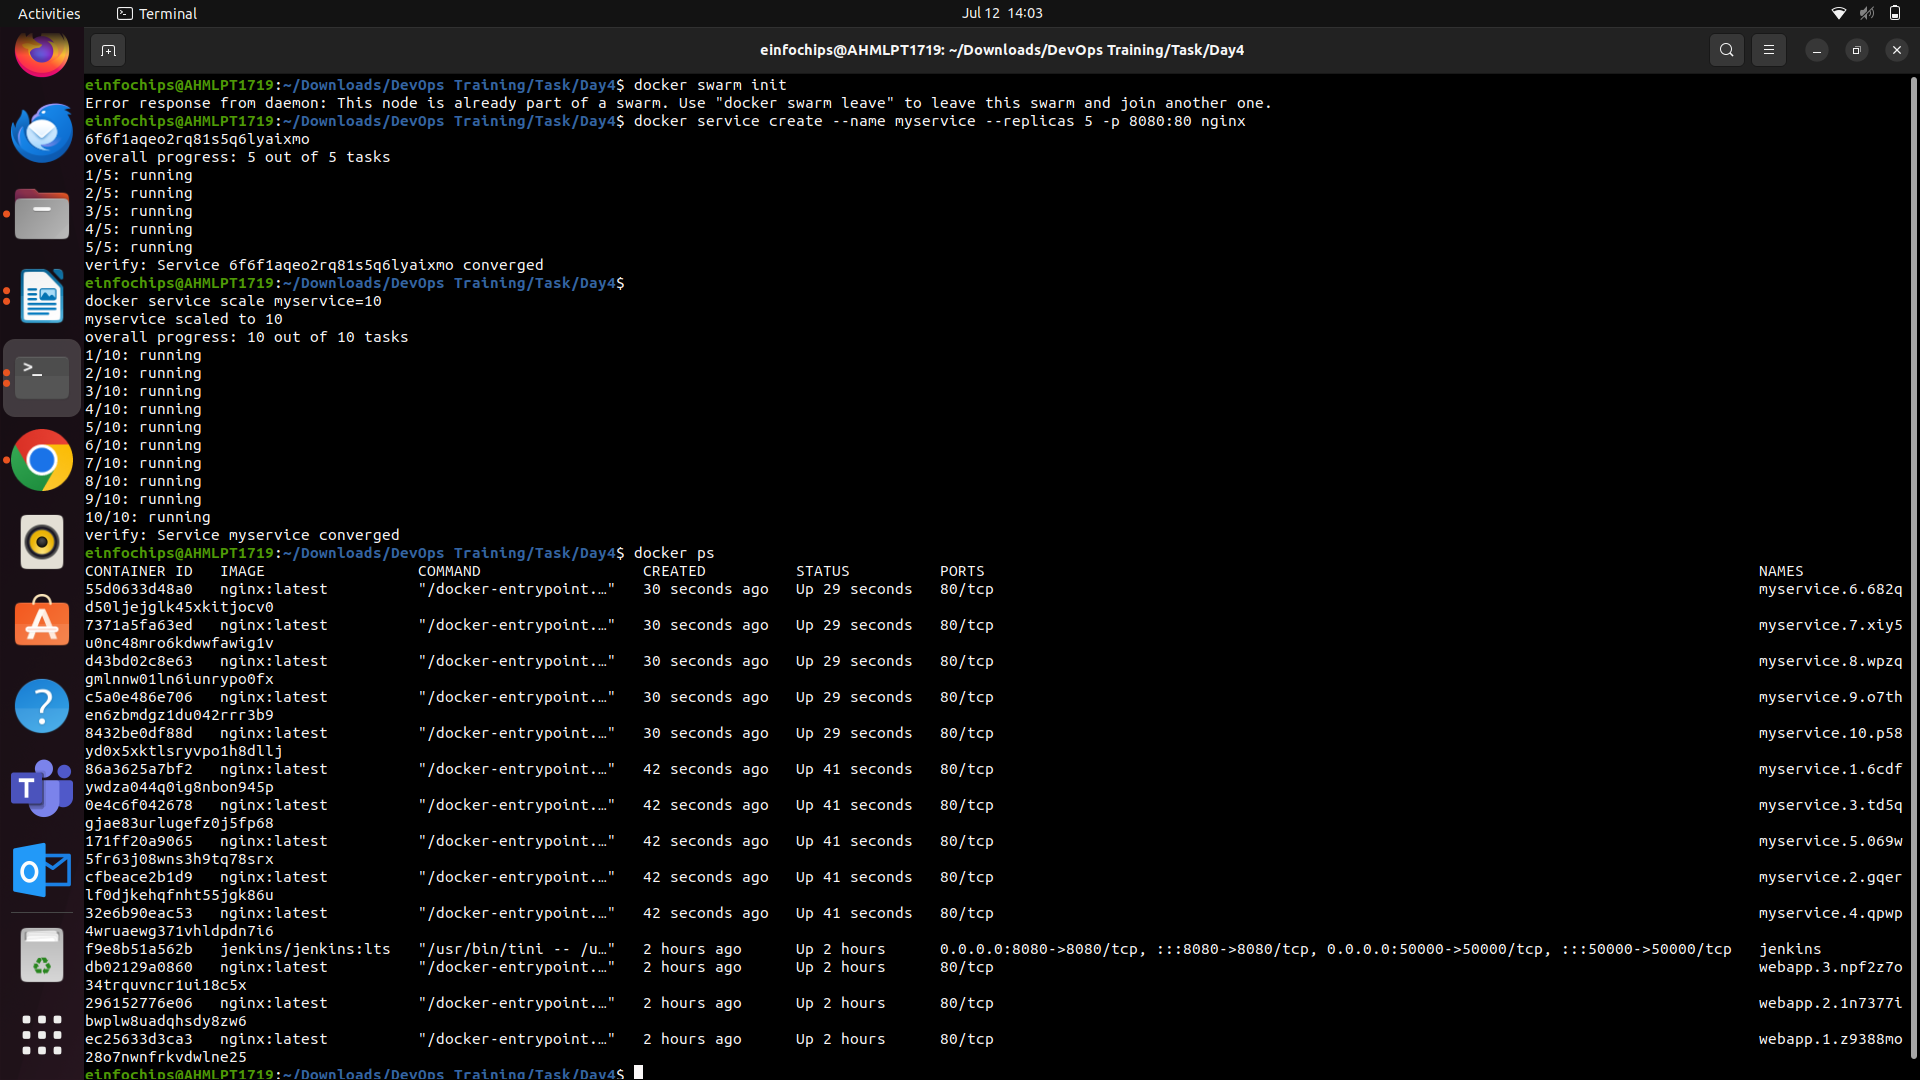 Activities
Terminal
Jul 12 14:03
einfochips@AHMLPT1719: ~/Downloads/DevOps Training/Task/Day4
einfochips@AHMLPT1719:~/Downloads/DevOps Training/Task/Day4$ docker swarm init
Error response from daemon: This node is already part of a swarm. Use "docker swarm leave" to leave this swarm and join another one.
einfochips@AHMLPT1719:~/Downloads/DevOps Training/Task/Day4$ docker service create --name myservice --replicas 5 -p 8080:80 nginx
6f6f1aqeo2rq81s5q6lyaixmo
overall progress: 5 out of 5 tasks
1/5: running
2/5: running
3/5: running
4/5: running
5/5: running
verify: Service 6f6f1aqeo2rq81s5q6lyaixmo converged
einfochips@AHMLPT1719:~/Downloads/DevOps Training/Task/Day4$
docker service scale myservice=10
myservice scaled to 10
overall progress: 10 out of 10 tasks
1/10: running
2/10: running
3/10: running
4/10: running
5/10: running
6/10: running
7/10: running
8/10: running
9/10: running
10/10: running
verify: Service myservice converged
einfochips@AHMLPT1719:~/Downloads/DevOps Training/Task/Day4$ docker ps
CONTAINER ID   IMAGE   COMMAND   CREATED   STATUS   PORTS   NAMES
55d0633d48a0   nginx:latest   "/docker-entrypoint.…"   30 seconds ago   Up 29 seconds   80/tcp   myservice.6.682q
d50ljejglk45xkitjocv0
7371a5fa63ed   nginx:latest   "/docker-entrypoint.…"   30 seconds ago   Up 29 seconds   80/tcp   myservice.7.xiy5
u0nc48mro6kdwwfawig1v
d43bd02c8e63   nginx:latest   "/docker-entrypoint.…"   30 seconds ago   Up 29 seconds   80/tcp   myservice.8.wpzq
gmlnnw01ln6iunrypo0fx
c5a0e486e706   nginx:latest   "/docker-entrypoint.…"   30 seconds ago   Up 29 seconds   80/tcp   myservice.9.o7th
en6zbmdgz1du042rrr3b9
8432be0df88d   nginx:latest   "/docker-entrypoint.…"   30 seconds ago   Up 29 seconds   80/tcp   myservice.10.p58
yd0x5xktlsryvpo1h8dllj
86a3625a7bf2   nginx:latest   "/docker-entrypoint.…"   42 seconds ago   Up 41 seconds   80/tcp   myservice.1.6cdf
ywdza044q0ig8nbon945p
0e4c6f042678   nginx:latest   "/docker-entrypoint.…"   42 seconds ago   Up 41 seconds   80/tcp   myservice.3.td5q
gjae83urlugefz0j5fp68
171ff20a9065   nginx:latest   "/docker-entrypoint.…"   42 seconds ago   Up 41 seconds   80/tcp   myservice.5.069w
5fr63j08wns3h9tq78srx
cfbeace2b1d9   nginx:latest   "/docker-entrypoint.…"   42 seconds ago   Up 41 seconds   80/tcp   myservice.2.gqer
lf0djkehqfnht55jgk86u
32e6b90eac53   nginx:latest   "/docker-entrypoint.…"   42 seconds ago   Up 41 seconds   80/tcp   myservice.4.qpwp
4wruaewg371vhldpdn7i6
f9e8b51a562b   jenkins/jenkins:lts   "/usr/bin/tini -- /u…"   2 hours ago   Up 2 hours   0.0.0.0:8080->8080/tcp, :::8080->8080/tcp, 0.0.0.0:50000->50000/tcp, :::50000->50000/tcp   jenkins
db02129a0860   nginx:latest   "/docker-entrypoint.…"   2 hours ago   Up 2 hours   80/tcp   webapp.3.npf2z7o
34trquvncr1ui18c5x
296152776e06   nginx:latest   "/docker-entrypoint.…"   2 hours ago   Up 2 hours   80/tcp   webapp.2.1n7377i
bwplw8uadqhsdy8zw6
ec25633d3ca3   nginx:latest   "/docker-entrypoint.…"   2 hours ago   Up 2 hours   80/tcp   webapp.1.z9388mo
28o7nwnfrkvdwlne25
einfochips@AHMLPT1719:~/Downloads/DevOps Training/Task/Day4$